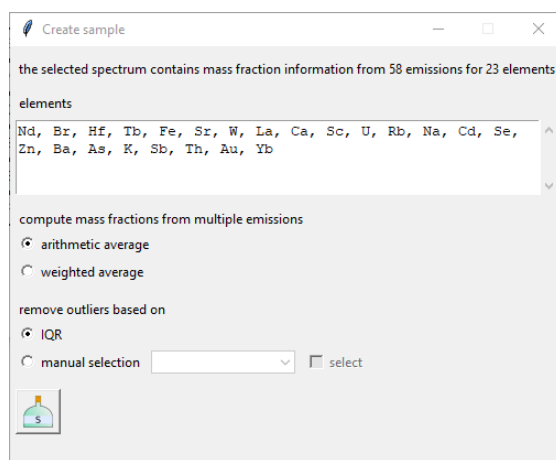 Create sample
the selected spectrum contains mass fraction information from 58 emissions for 23 elements
elements
Nd, Br, Hf, Tb, Fe, Sr, W, La, Ca, Sc, U, Rb, Na, Cd, Se,
Zn, Ba, As, K, Sb, Th, Au, Yb
compute mass fractions from multiple emissions
arithmetic average
weighted average
remove outliers based on
IQR
manual selection select
S